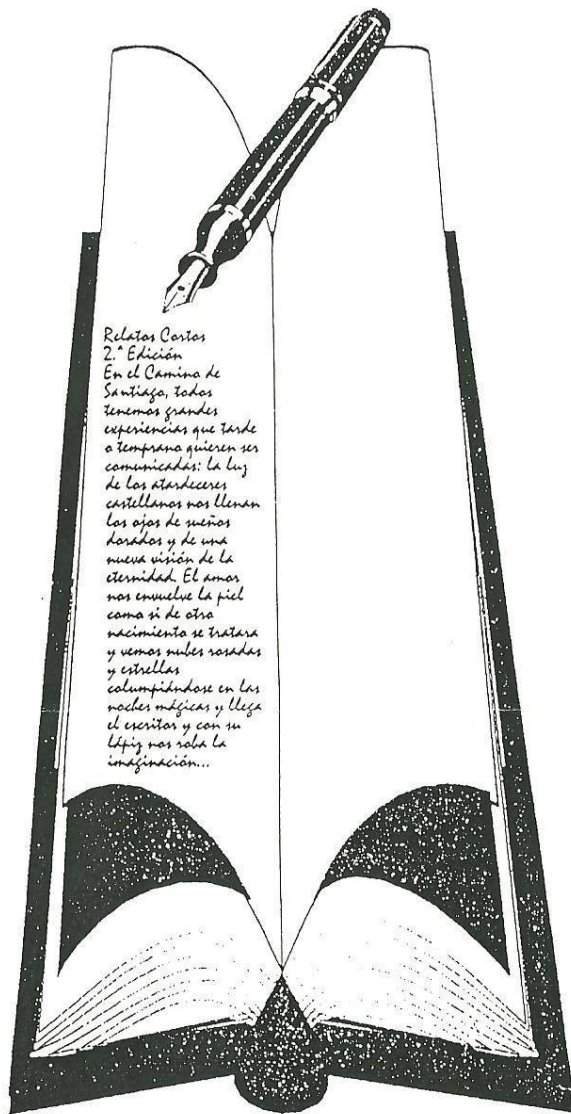 Relatos Cortos
2.ª Edición
En el Camino de
Santiago, todos
tenemos grandes
experiencias que tarde
o temprano quieren ser
comunicadas: la luz
de los atardeceres
castellanos nos llenan
los ojos de sueños
dorados y de una
nueva visión de la
eternidad. El amor
nos envuelve la piel
como si de otro
nacimiento se tratara
y vemos nubes rosadas
y estrellas
columpiándose en las
noches mágicas y llega
el escritor y con su
lápiz nos roba la
imaginación...